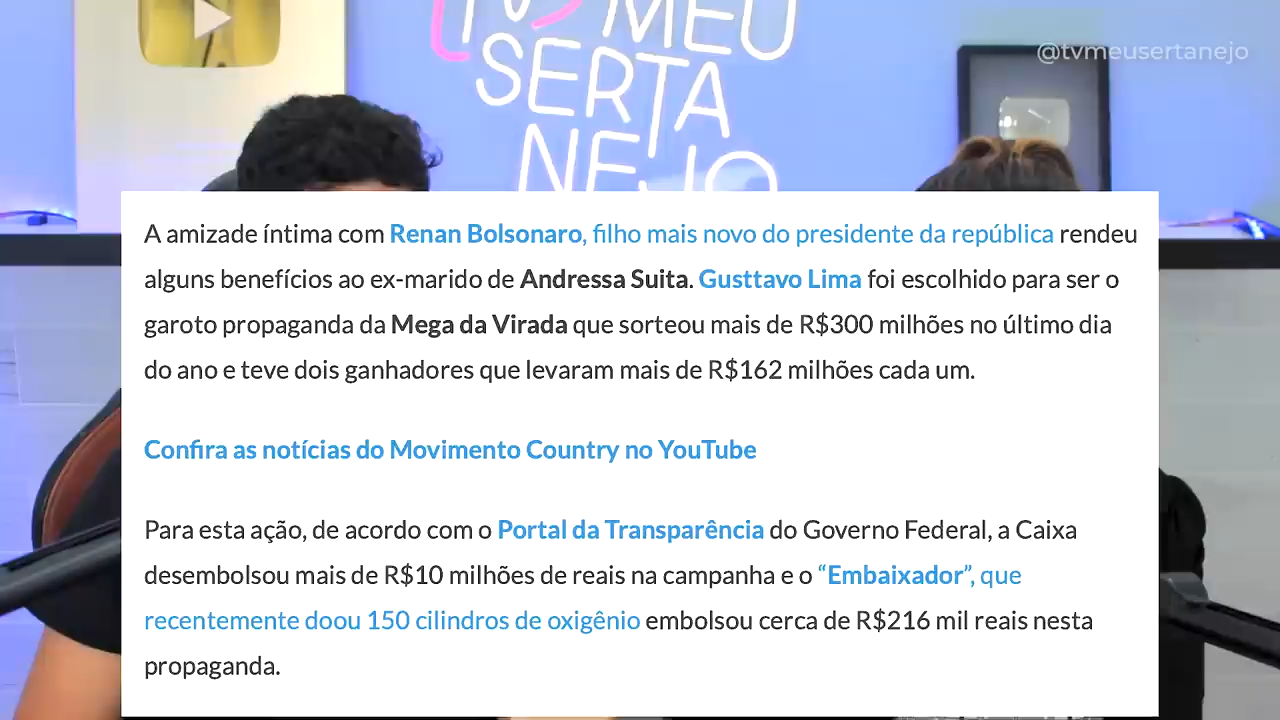 TV MEU
SERTA
NEJO
@tvmeusertanejo
A amizade íntima com Renan Bolsonaro, filho mais novo do presidente da república rendeu
alguns benefícios ao ex-marido de Andressa Suita. Gusttavo Lima foi escolhido para ser o
garoto propaganda da Mega da Virada que sorteou mais de R$300 milhões no último dia
do ano e teve dois ganhadores que levaram mais de R$162 milhões cada um.
Confira as notícias do Movimento Country no YouTube
Para esta ação, de acordo com o Portal da Transparência do Governo Federal, a Caixa
desembolsou mais de R$10 milhões de reais na campanha e o “Embaixador”, que
recentemente doou 150 cilindros de oxigênio embolsou cerca de R$216 mil reais nesta
propaganda.